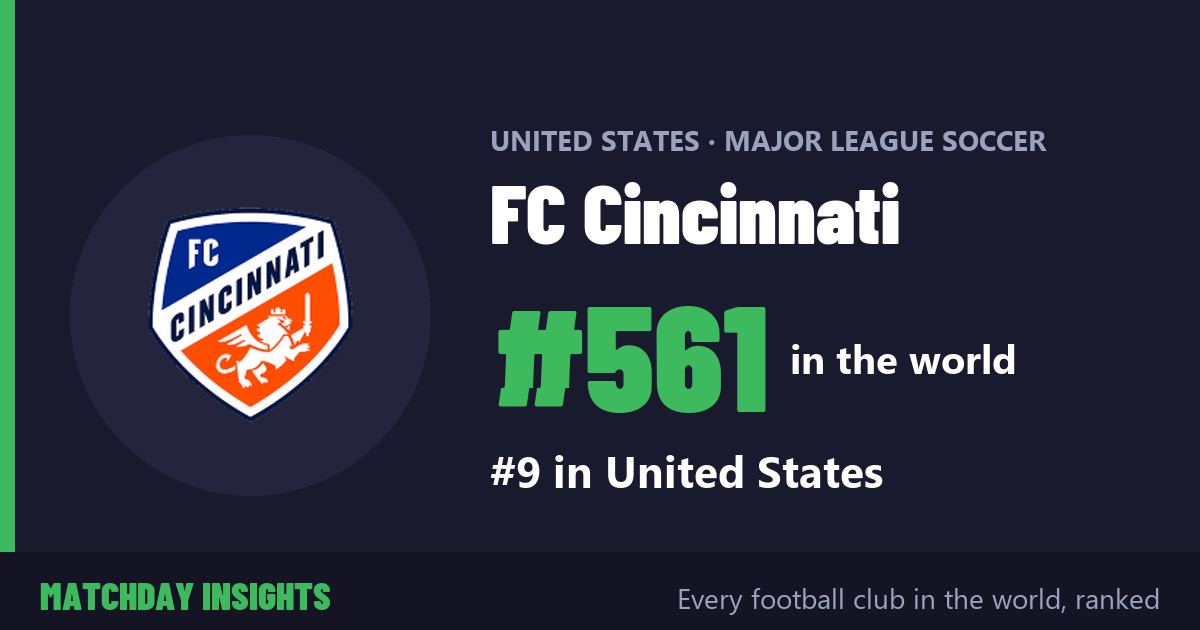 UNITED STATES · MAJOR LEAGUE SOCCER
FC Cincinnati
FC
CINCINNATI
#561 in the world
#9 in United States
MATCHDAY INSIGHTS
Every football club in the world, ranked